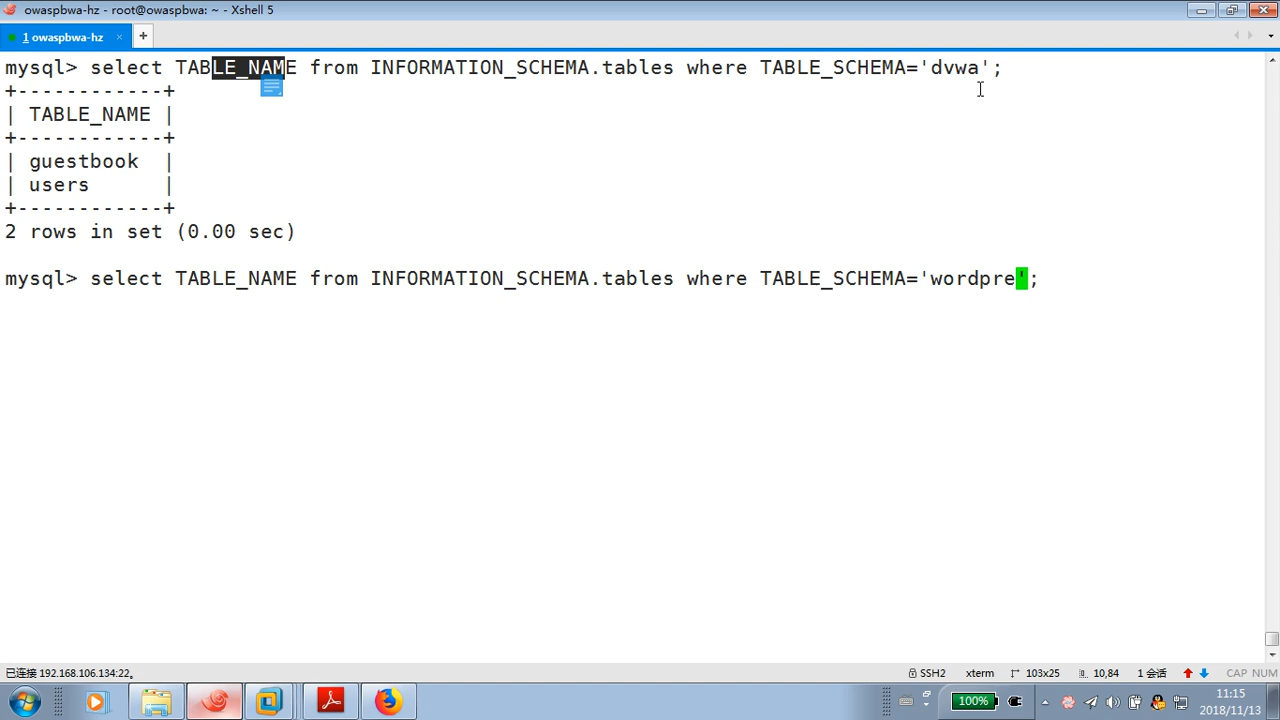 owaspbwa-hz - root@owaspbwa: ~ - Xshell 5
1 owaspbwa-hz × +
mysql> select TABLE_NAME from INFORMATION_SCHEMA.tables where TABLE_SCHEMA='dvwa';
+------------+
| TABLE_NAME |
+------------+
| guestbook  |
| users      |
+------------+
2 rows in set (0.00 sec)
mysql> select TABLE_NAME from INFORMATION_SCHEMA.tables where TABLE_SCHEMA='wordpre';
已连接 192.168.106.134:22。 SSH2 xterm 103x25 10,84 1 会话 CAP NUM
100% 11:15
2018/11/13